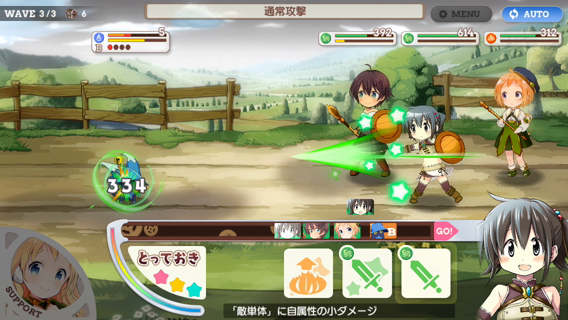 WAVE 3/3 6
通常攻撃
MENU
AUTO
5
B
392
614
312
334
GO!
B
とっておき
SUPPORT
「敵単体」に自属性の小ダメージ